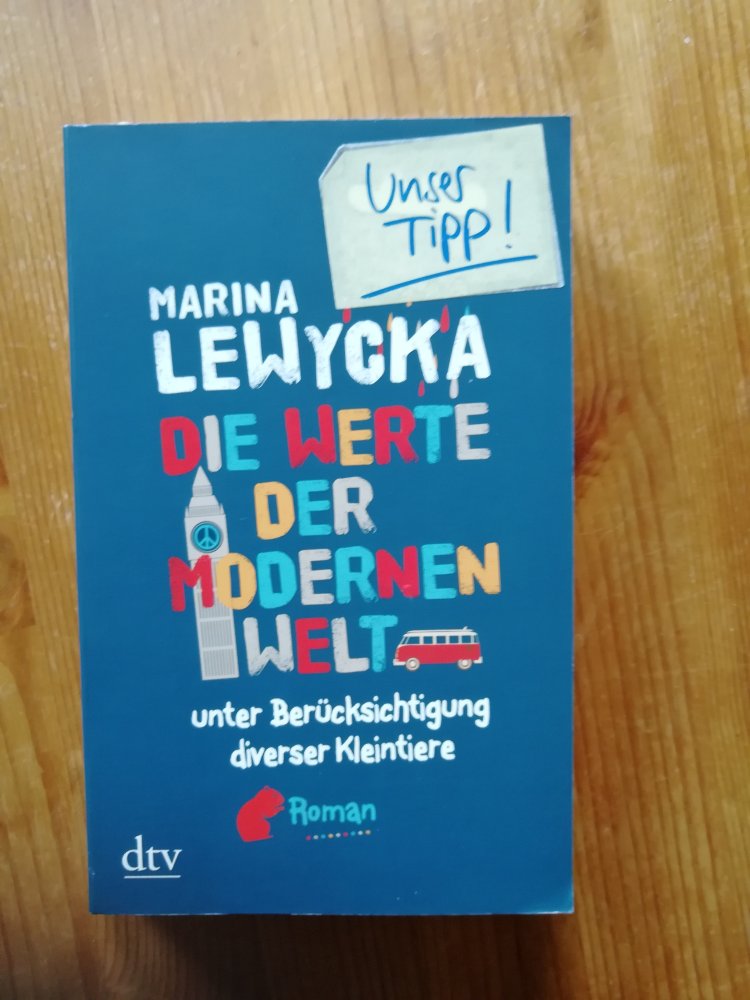 Unser
Tipp!
MARINA
LEWYCKA
DIE WERTE
DER
MODERNEN
WELT
unter Berücksichtigung
diverser Kleintiere
Roman
dtv